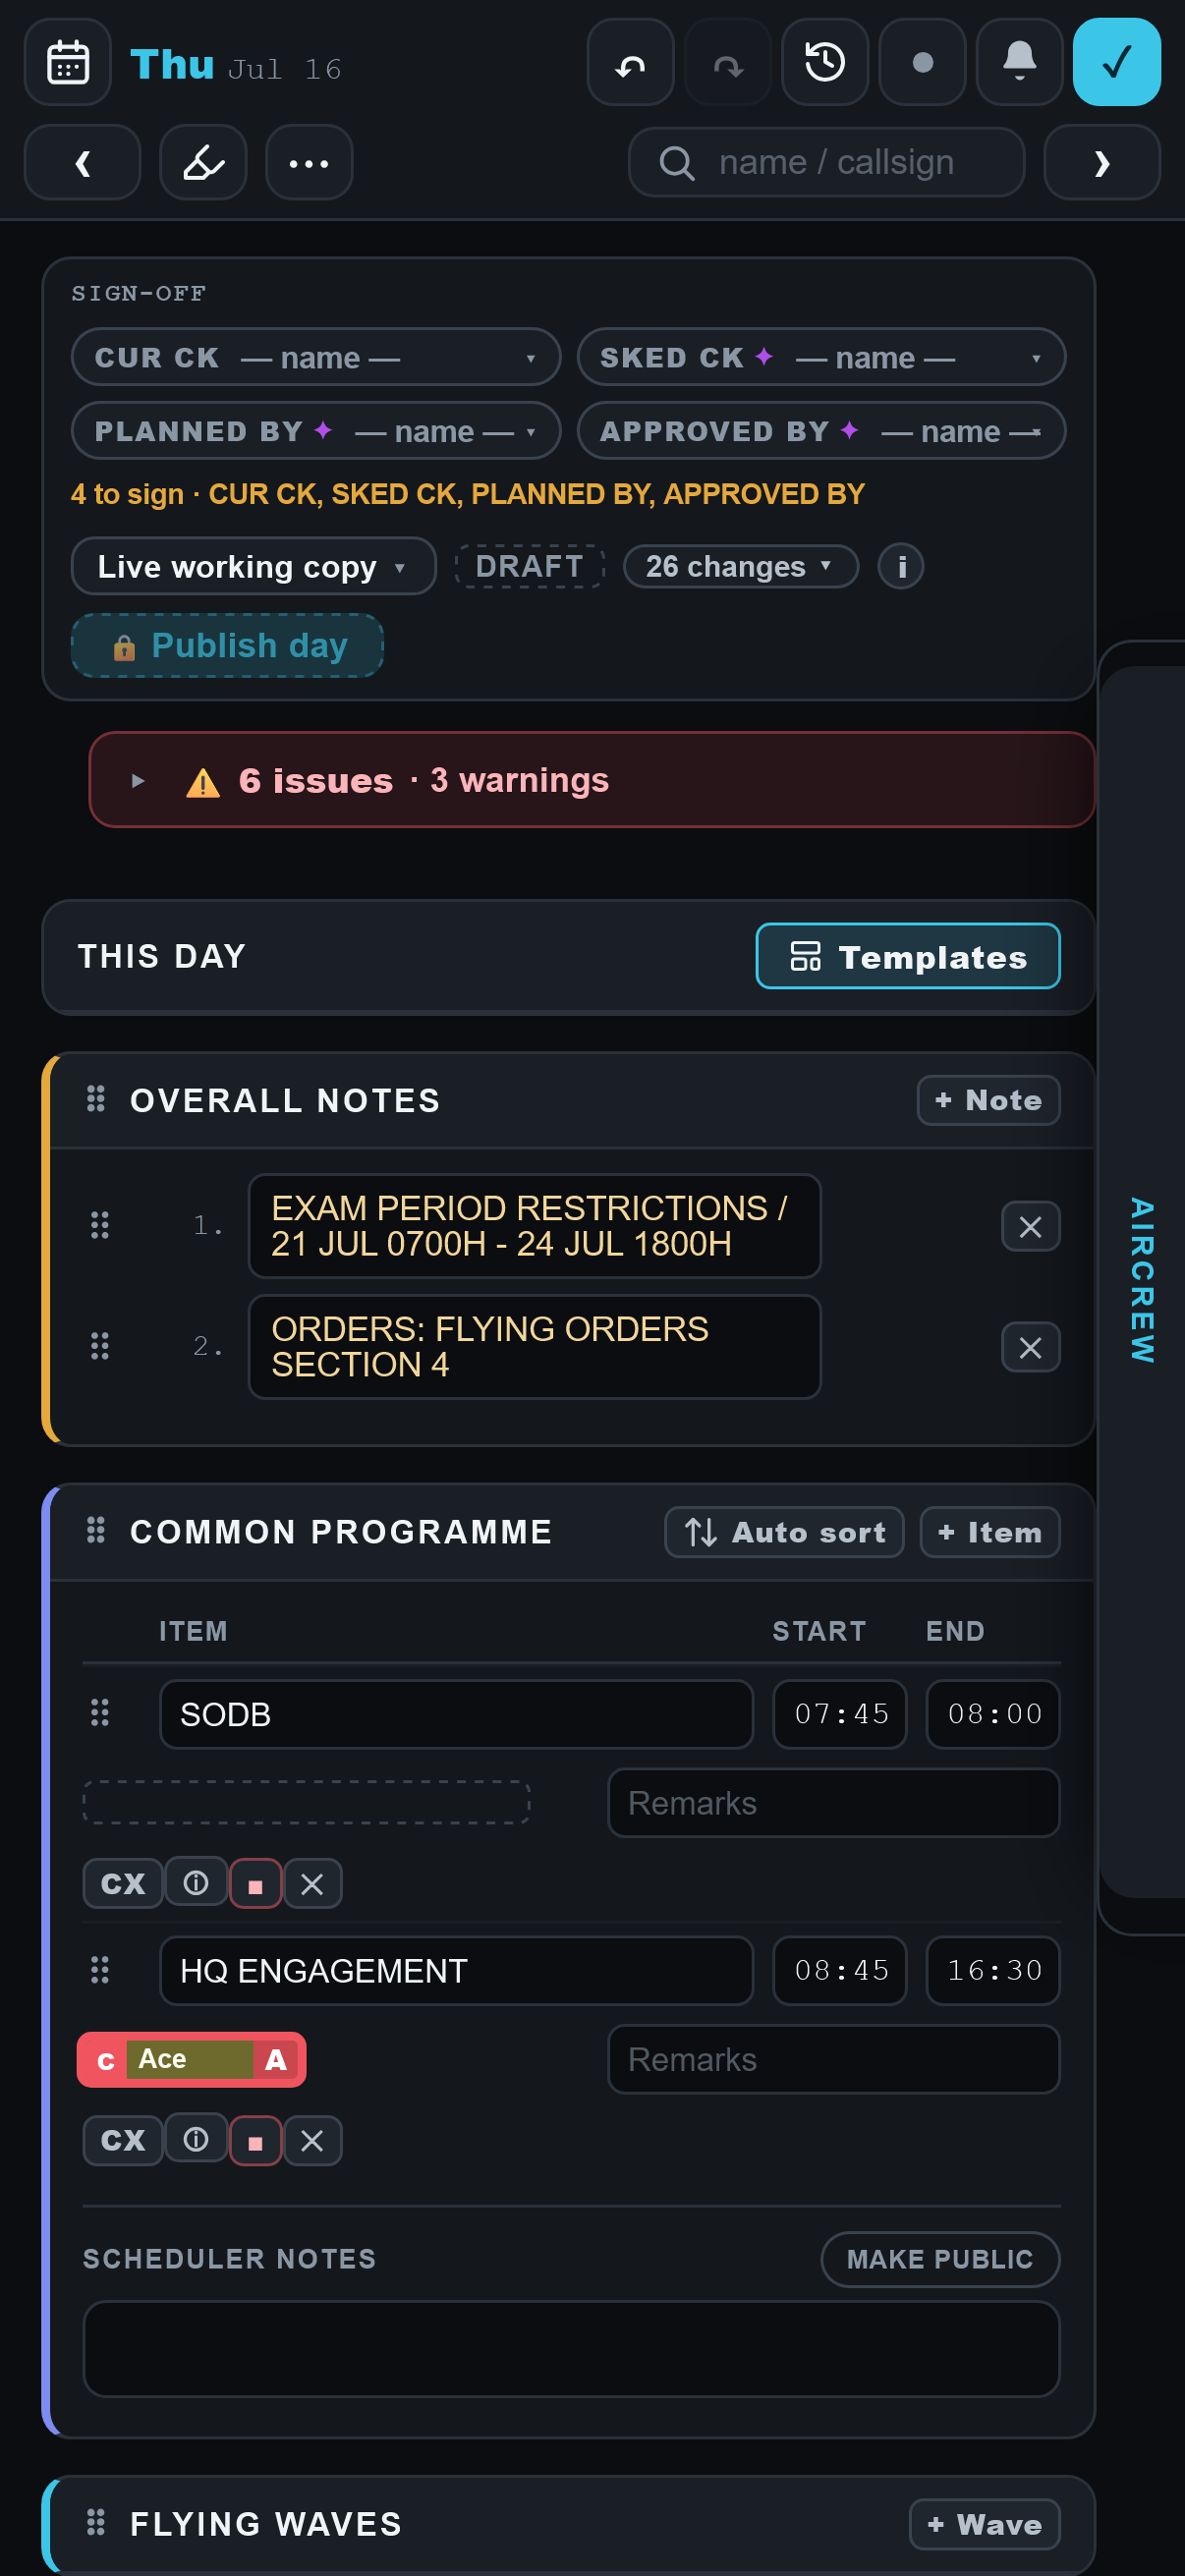 Thu Jul 16
name / callsign
SIGN-OFF
CUR CK — name —
SKED CK — name —
PLANNED BY — name —
APPROVED BY — name —
4 to sign · CUR CK, SKED CK, PLANNED BY, APPROVED BY
Live working copy DRAFT 26 changes i
Publish day
6 issues · 3 warnings
AIRCREW
THIS DAY Templates
OVERALL NOTES + Note
1. EXAM PERIOD RESTRICTIONS /
21 JUL 0700H - 24 JUL 1800H
2. ORDERS: FLYING ORDERS
SECTION 4
COMMON PROGRAMME Auto sort + Item
ITEM START END
SODB 07:45 08:00
Remarks
CX
HQ ENGAGEMENT 08:45 16:30
C Ace A Remarks
CX
SCHEDULER NOTES MAKE PUBLIC
FLYING WAVES + Wave